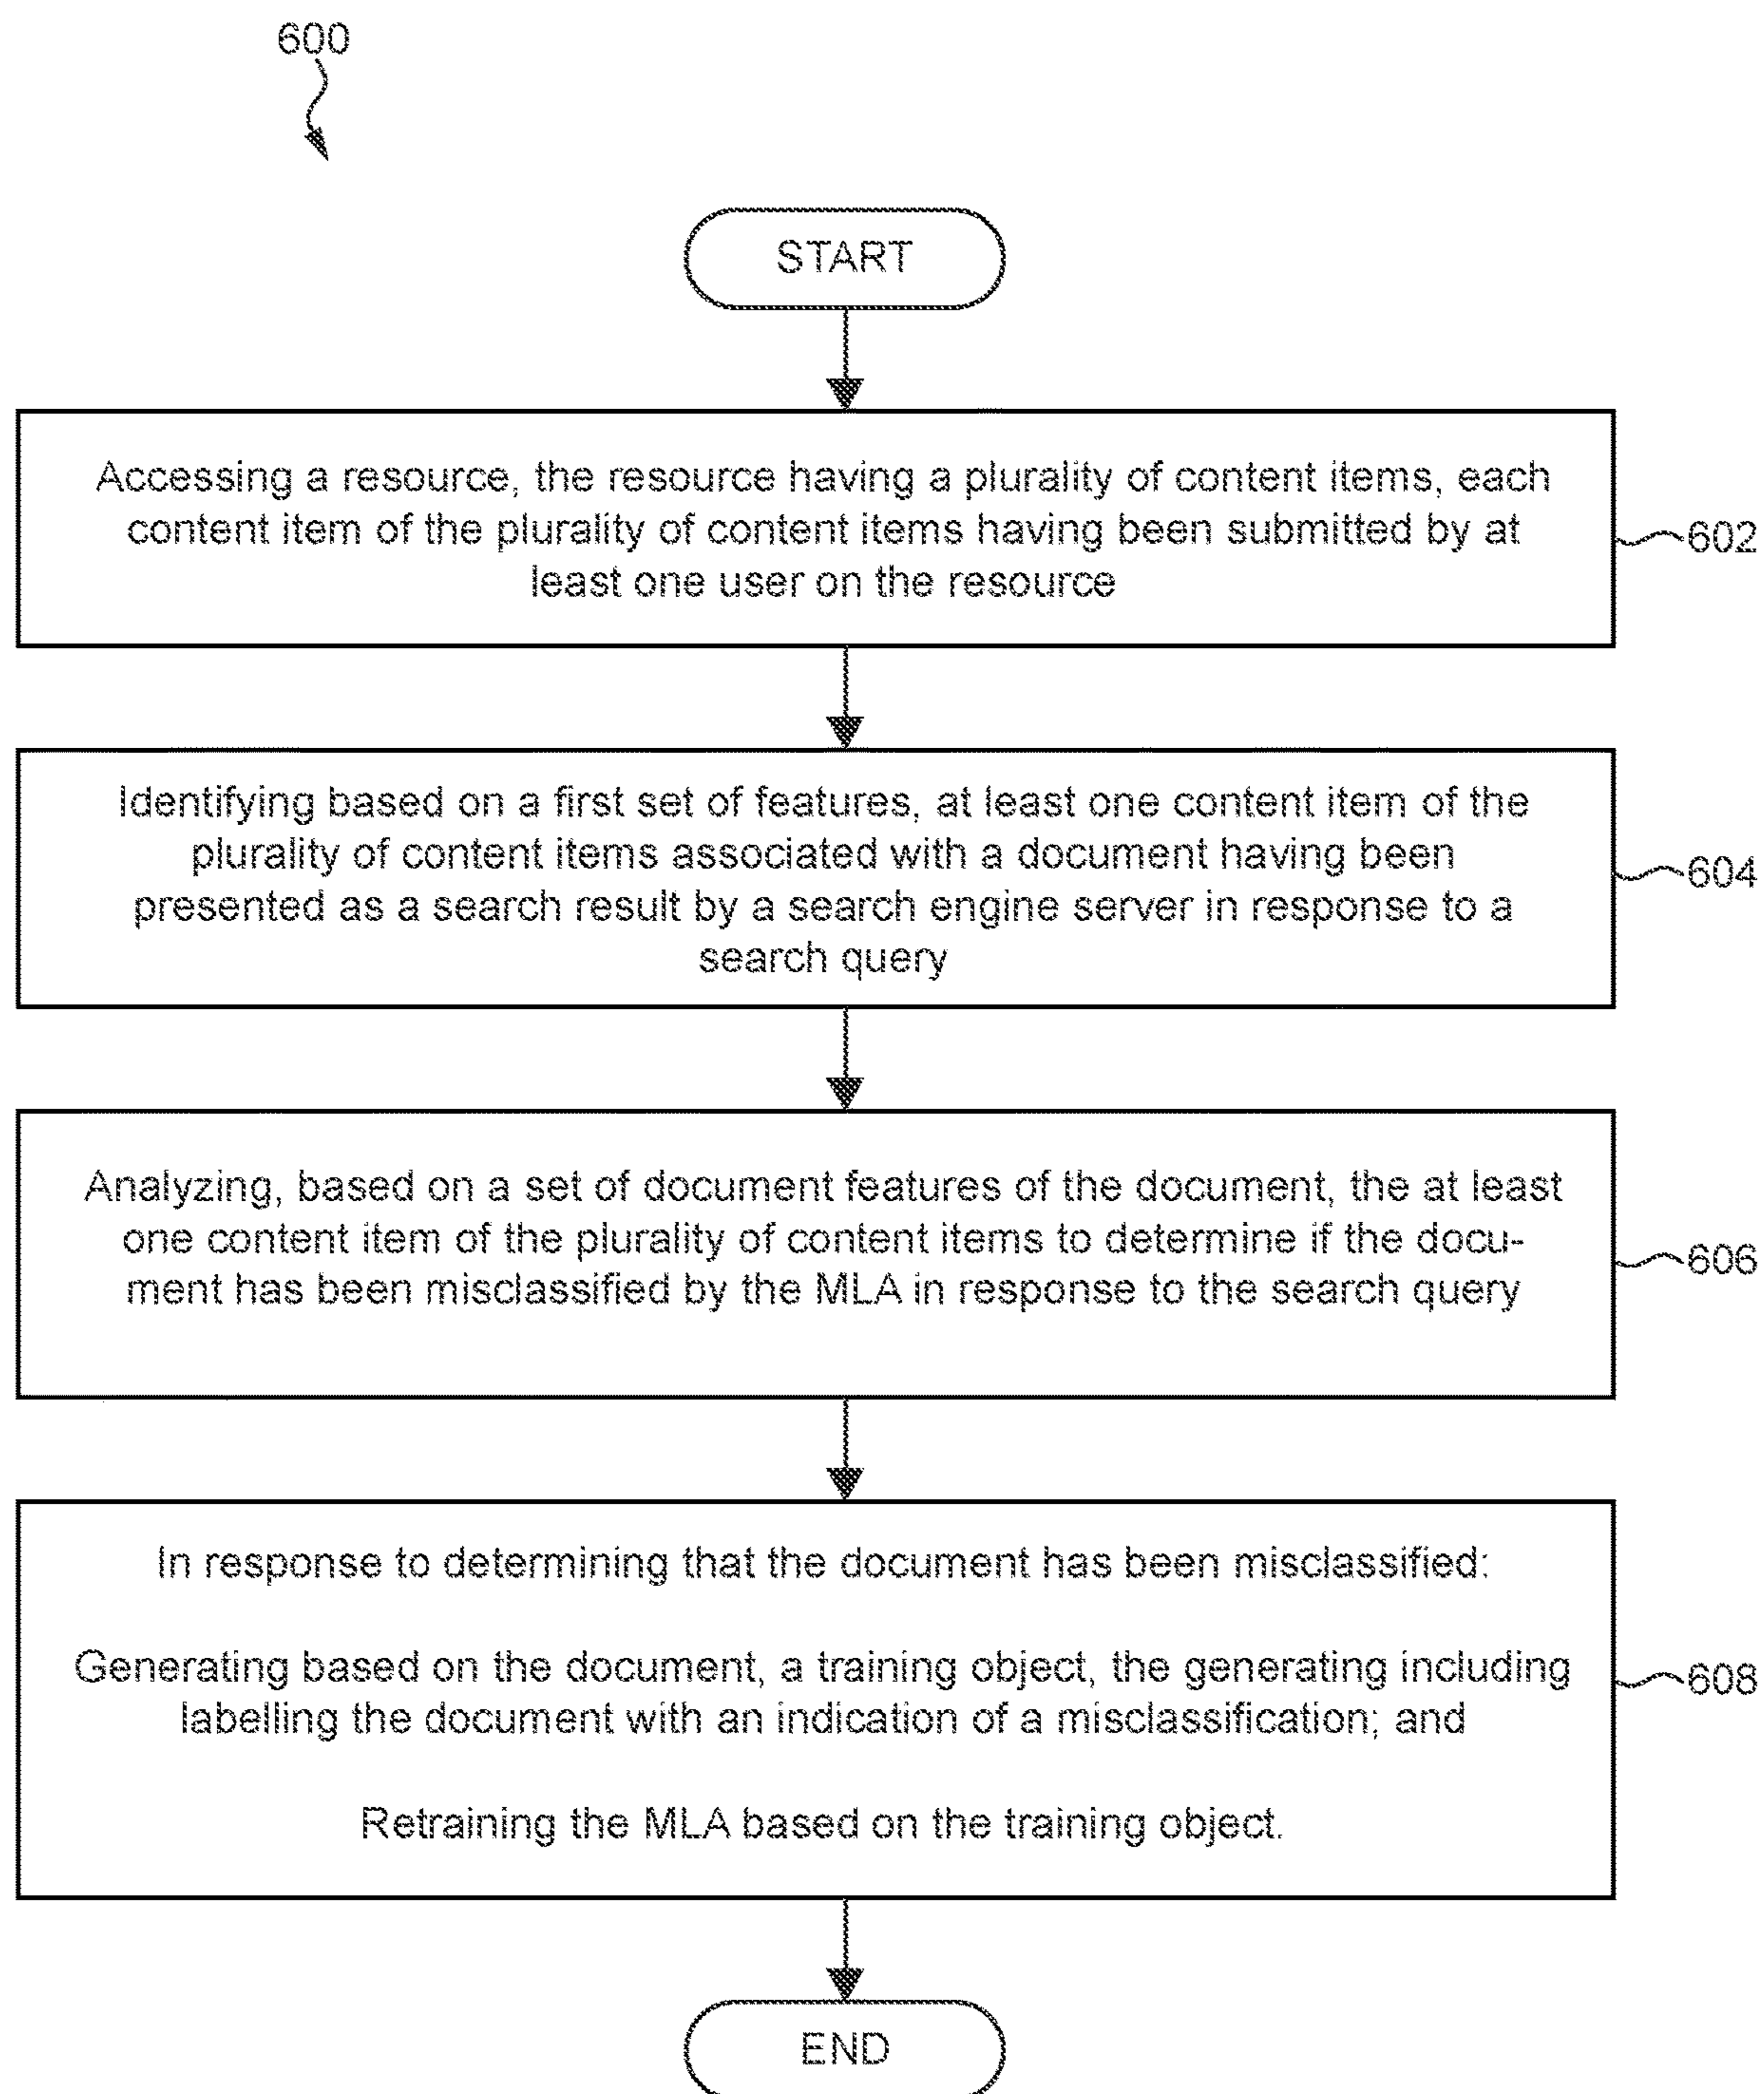 600
START
Accessing a resource, the resource having a plurality of content items, each
content item of the plurality of content items having been submitted by at
least one user on the resource
602
Identifying based on a first set of features, at least one content item of the
plurality of content items associated with a document having been
presented as a search result by a search engine server in response to a
search query
604
Analyzing, based on a set of document features of the document, the at least
one content item of the plurality of content items to determine if the docu-
ment has been misclassified by the MLA in response to the search query
606
In response to determining that the document has been misclassified:
Generating based on the document, a training object, the generating including
labelling the document with an indication of a misclassification; and
Retraining the MLA based on the training object.
608
END